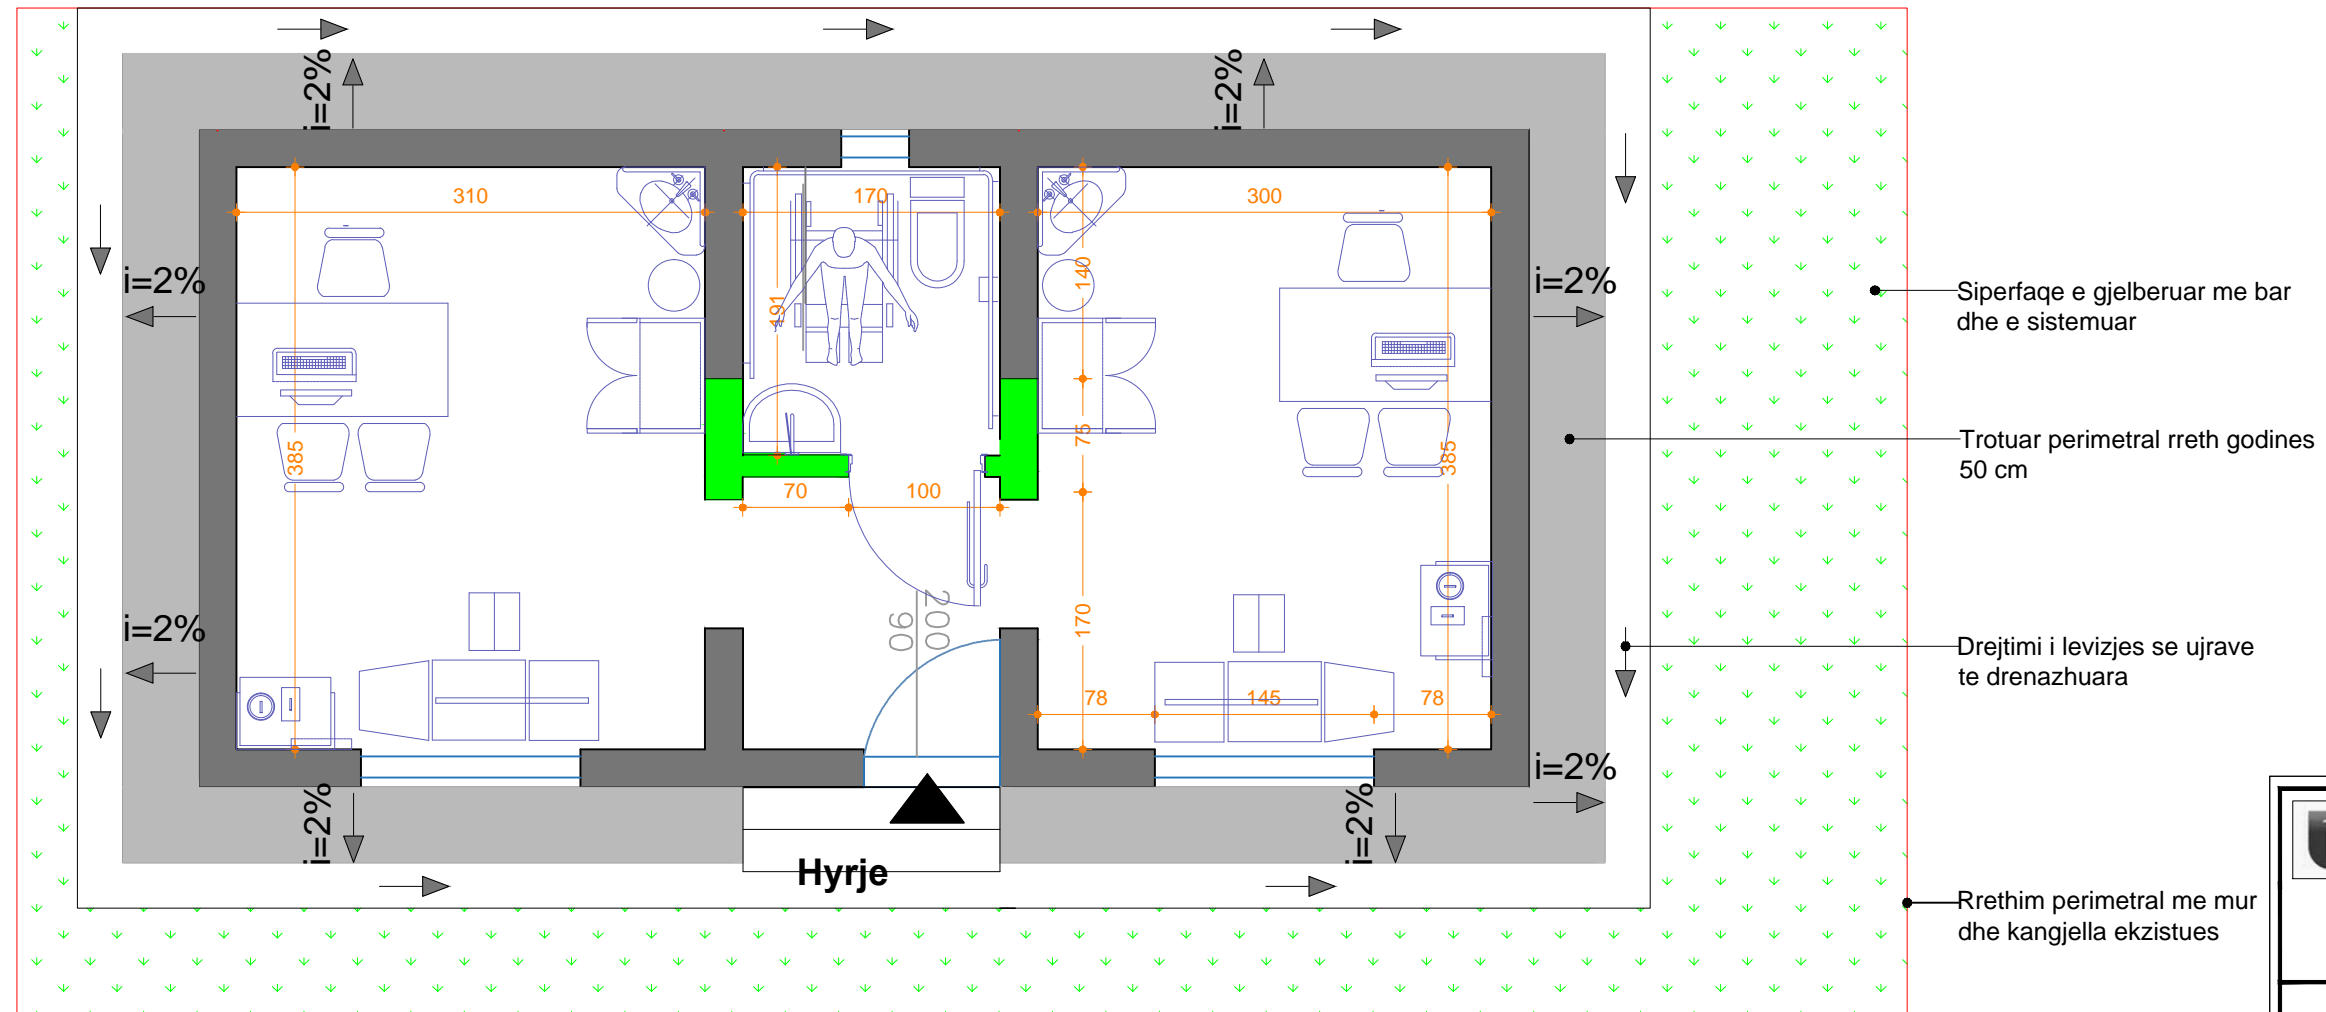 i=2%
i=2%
310
170
300
140
191
i=2%
i=2%
Siperfaqe e gjelberuar me bar
dhe e sistemuar
385
75
385
Trotuar perimetral rreth godines
50 cm
70
100
i=2%
90
200
170
Drejtimi i levizjes se ujrave
te drenazhuara
78
145
78
i=2%
i=2%
i=2%
Hyrje
Rrethim perimetral me mur
dhe kangjella ekzistues